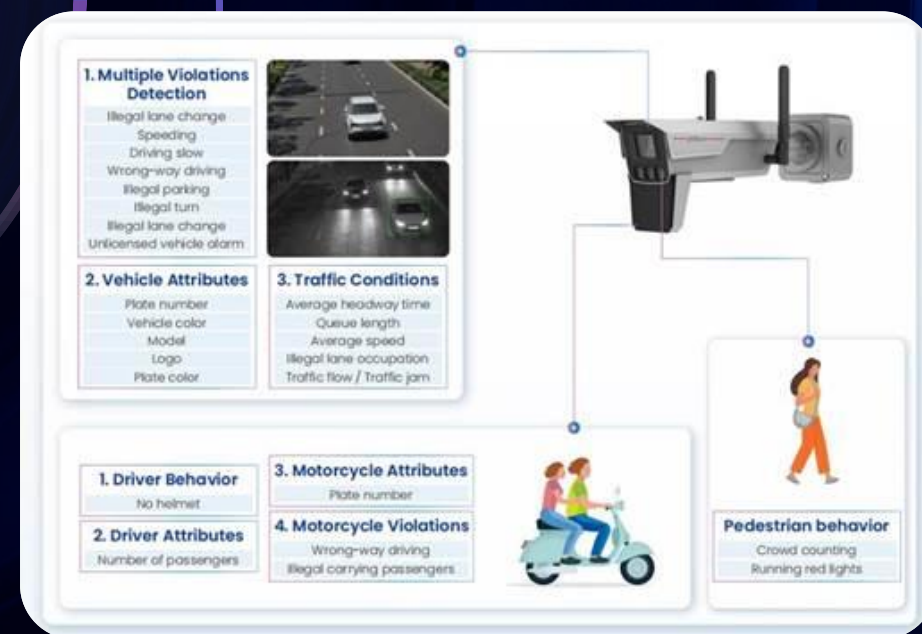 1. Multiple Violations
Detection
Illegal lane change
Speeding
Driving slow
Wrong-way driving
Illegal parking
Illegal turn
Illegal lane change
Unlicensed vehicle alarm
2. Vehicle Attributes
Plate number
Vehicle color
Model
Logo
Plate color
3. Traffic Conditions
Average headway time
Queue length
Average speed
Illegal lane occupation
Traffic flow / Traffic jam
1. Driver Behavior
No helmet
2. Driver Attributes
Number of passengers
3. Motorcycle Attributes
Plate number
4. Motorcycle Violations
Wrong-way driving
Illegal carrying passengers
Pedestrian behavior
Crowd counting
Running red lights